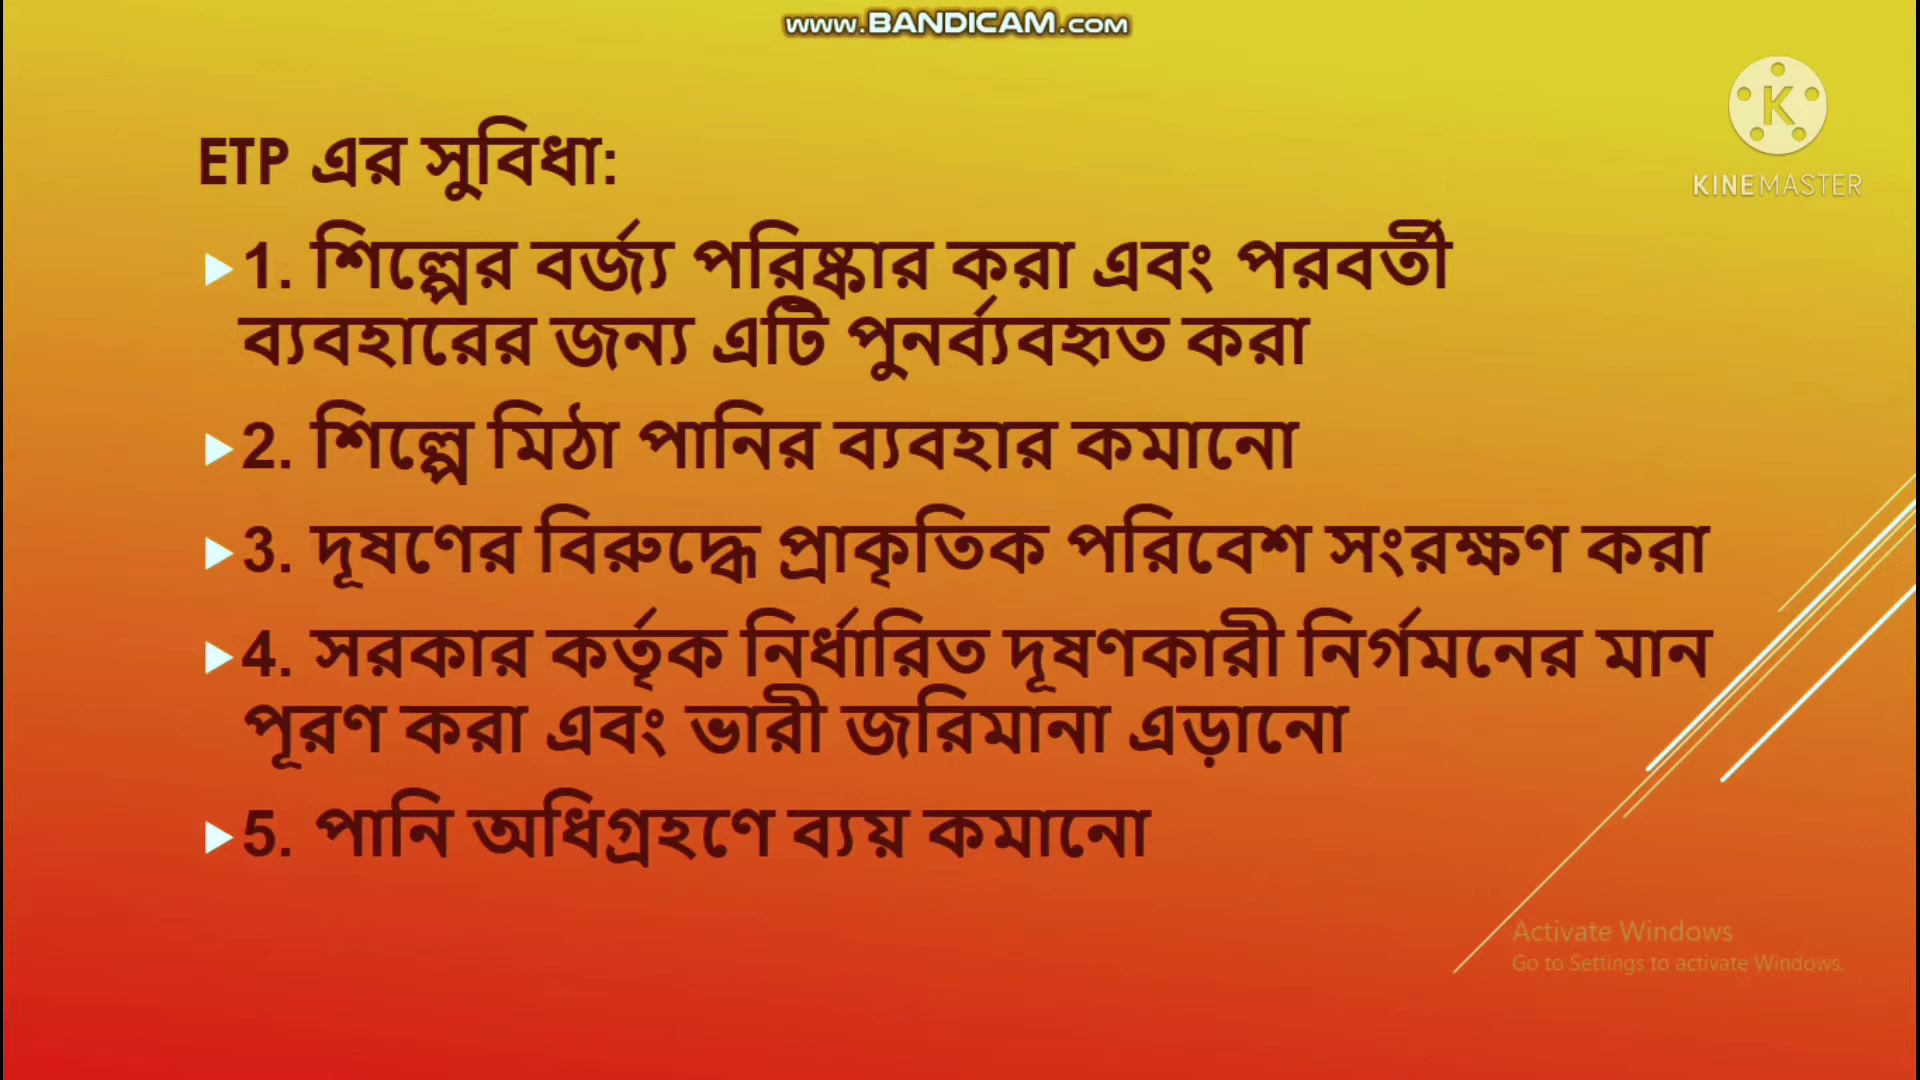 www.BANDICAM.com
K
KINEMASTER
ETP এর সুবিধা:
1. শিল্পের বর্জ্য পরিষ্কার করা এবং পরবর্তী
ব্যবহারের জন্য এটি পুনর্ব্যবহৃত করা
2. শিল্পে মিঠা পানির ব্যবহার কমানো
3. দূষণের বিরুদ্ধে প্রাকৃতিক পরিবেশ সংরক্ষণ করা
4. সরকার কর্তৃক নির্ধারিত দূষণকারী নির্গমনের মান
পূরণ করা এবং ভারী জরিমানা এড়ানো
5. পানি অধিগ্রহণে ব্যয় কমানো
Activate Windows
Go to Settings to activate Windows.